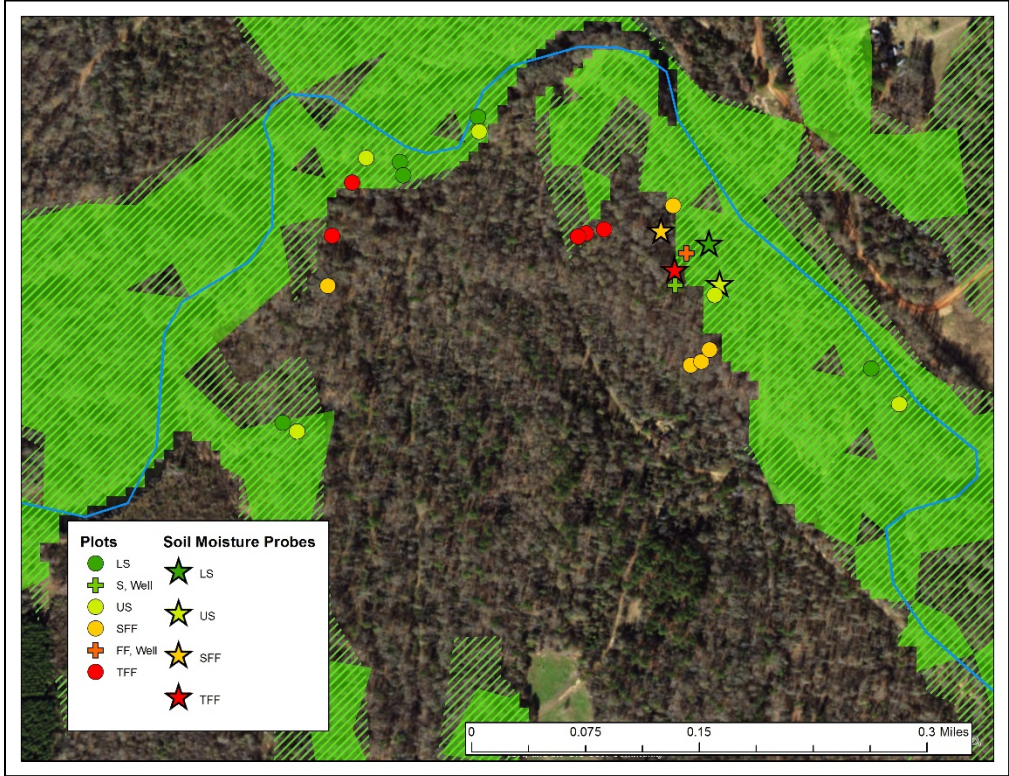 Plots Soil Moisture Probes
LS
S, Well
US
SFF
FF, Well
TFF
LS
US
SFF
TFF
0 0.075 0.15 0.3 Miles